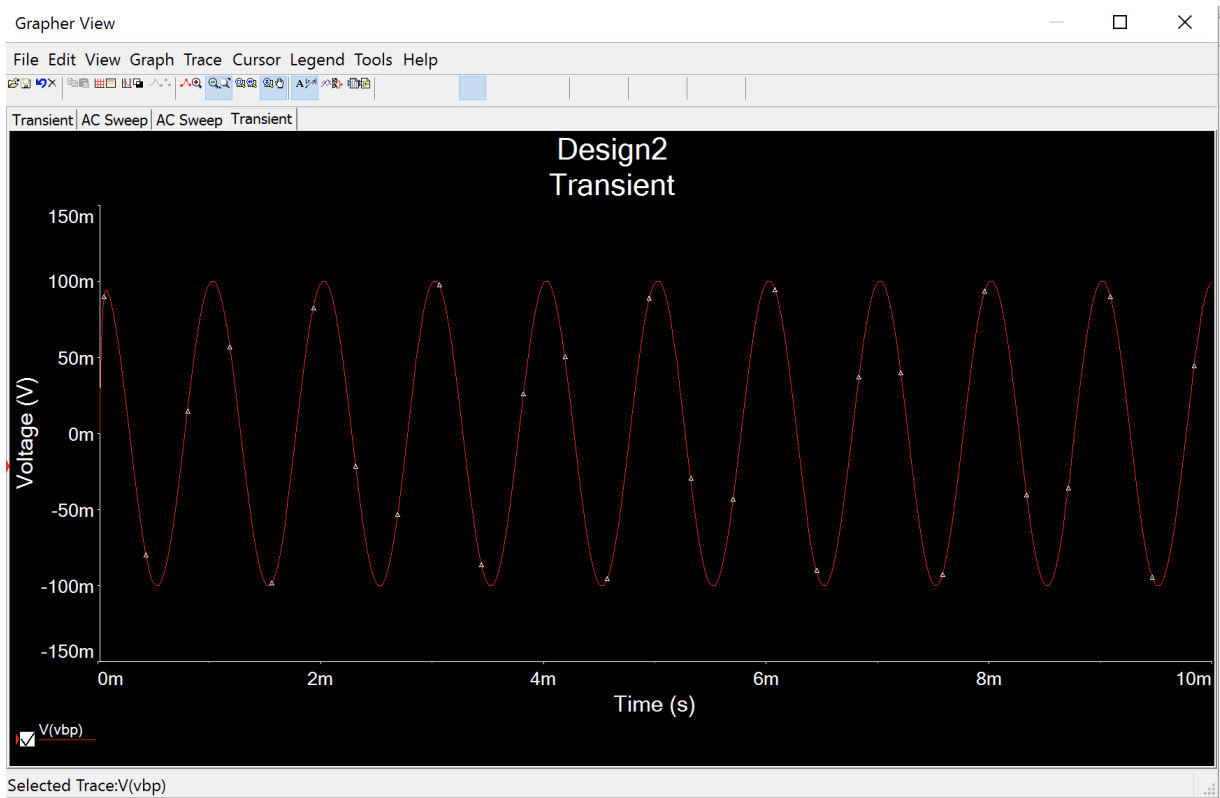 Grapher View
File Edit View Graph Trace Cursor Legend Tools Help
Transient AC Sweep AC Sweep Transient
Design2
Transient
150m
100m
50m
0m
-50m
-100m
-150m
Voltage (V)
0m 2m 4m 6m 8m 10m
Time (s)
V(vbp)
Selected Trace:V(vbp)